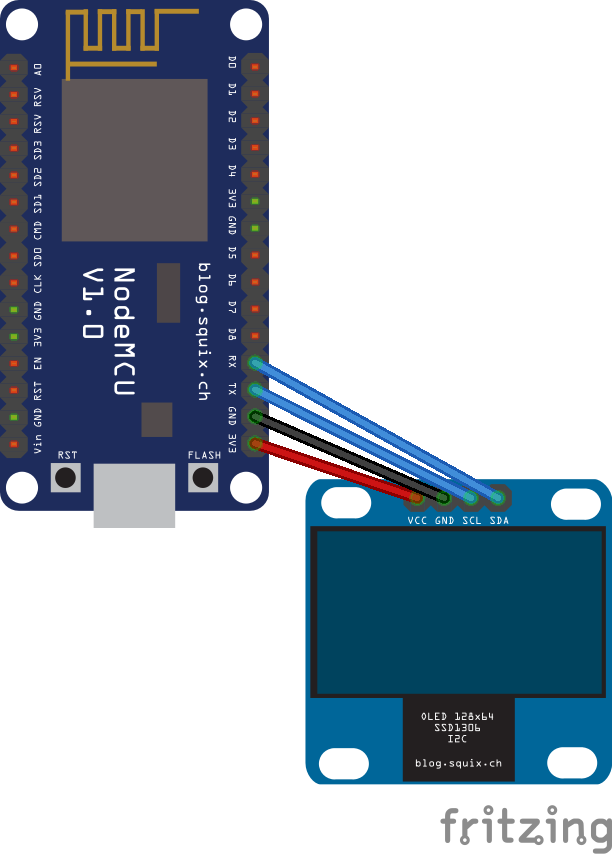 A0
RSV
RSV
SD3
SD2
SD1
CMD
SD0
CLK
GND
3V3
EN
RST
GND
Vin
D0
D1
D2
D3
D4
3V3
GND
D5
D6
D7
D8
RX
TX
GND
3V3
NodeMCU
V1.0
blog.squix.ch
RST
FLASH
VCC GND SCL SDA
OLED 128x64
SSD1306
I2C
blog.squix.ch
fritzing